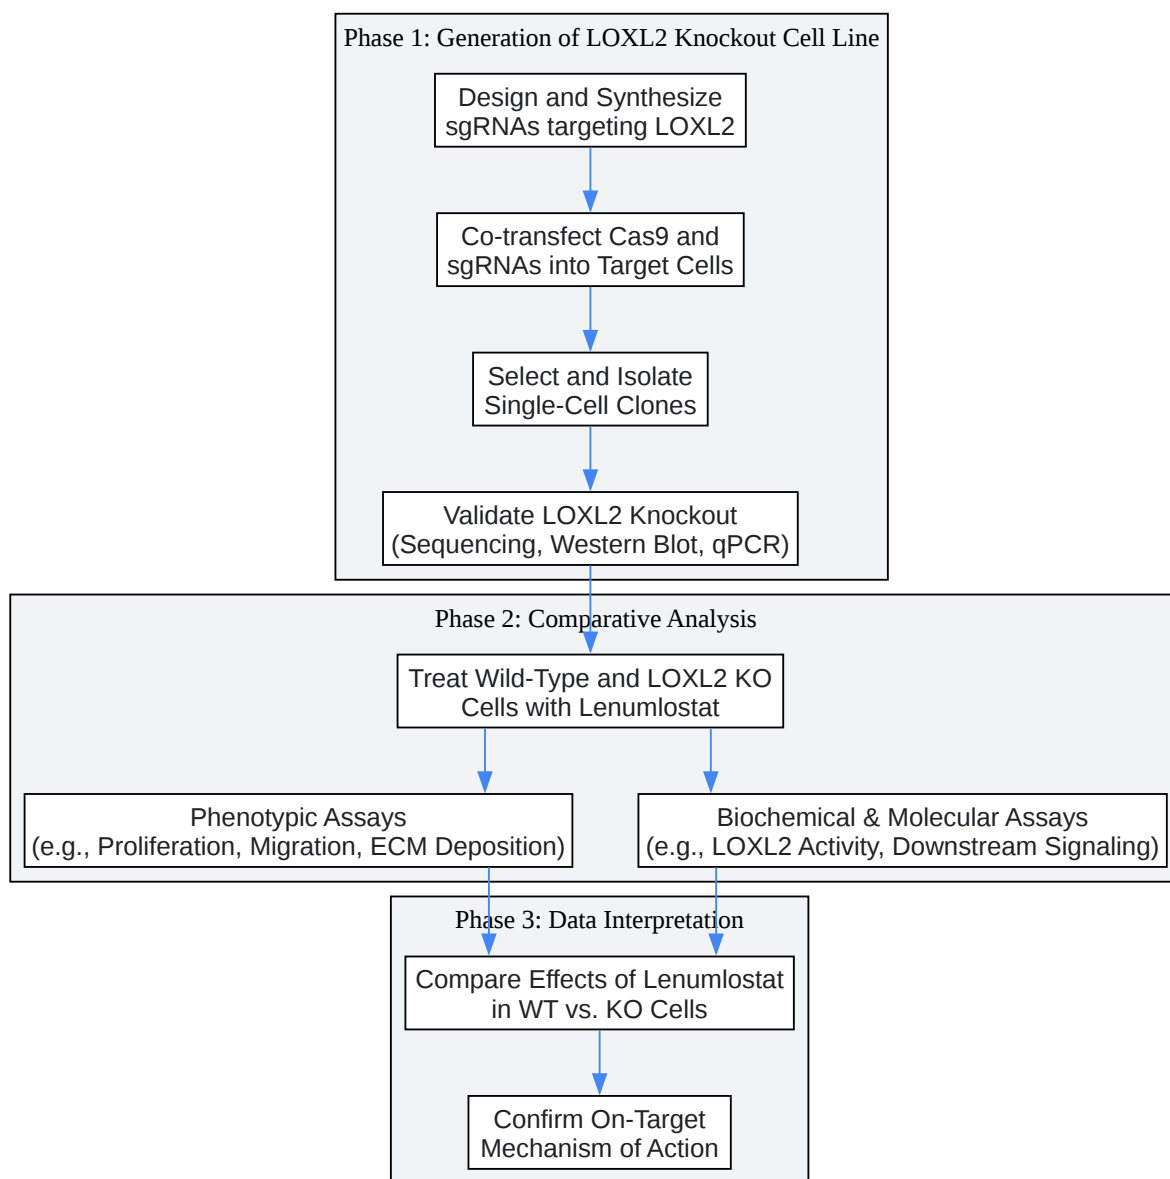 Phase 1: Generation of LOXL2 Knockout Cell Line
Design and Synthesize
sgRNAs targeting LOXL2
Co-transfect Cas9 and
sgRNAs into Target Cells
Select and Isolate
Single-Cell Clones
Validate LOXL2 Knockout
(Sequencing, Western Blot, qPCR)
Phase 2: Comparative Analysis
Treat Wild-Type and LOXL2 KO
Cells with Lenumlostat
Phenotypic Assays
(e.g., Proliferation, Migration, ECM Deposition)
Biochemical & Molecular Assays
(e.g., LOXL2 Activity, Downstream Signaling)
Phase 3: Data Interpretation
Compare Effects of Lenumlostat
in WT vs. KO Cells
Confirm On-Target
Mechanism of Action